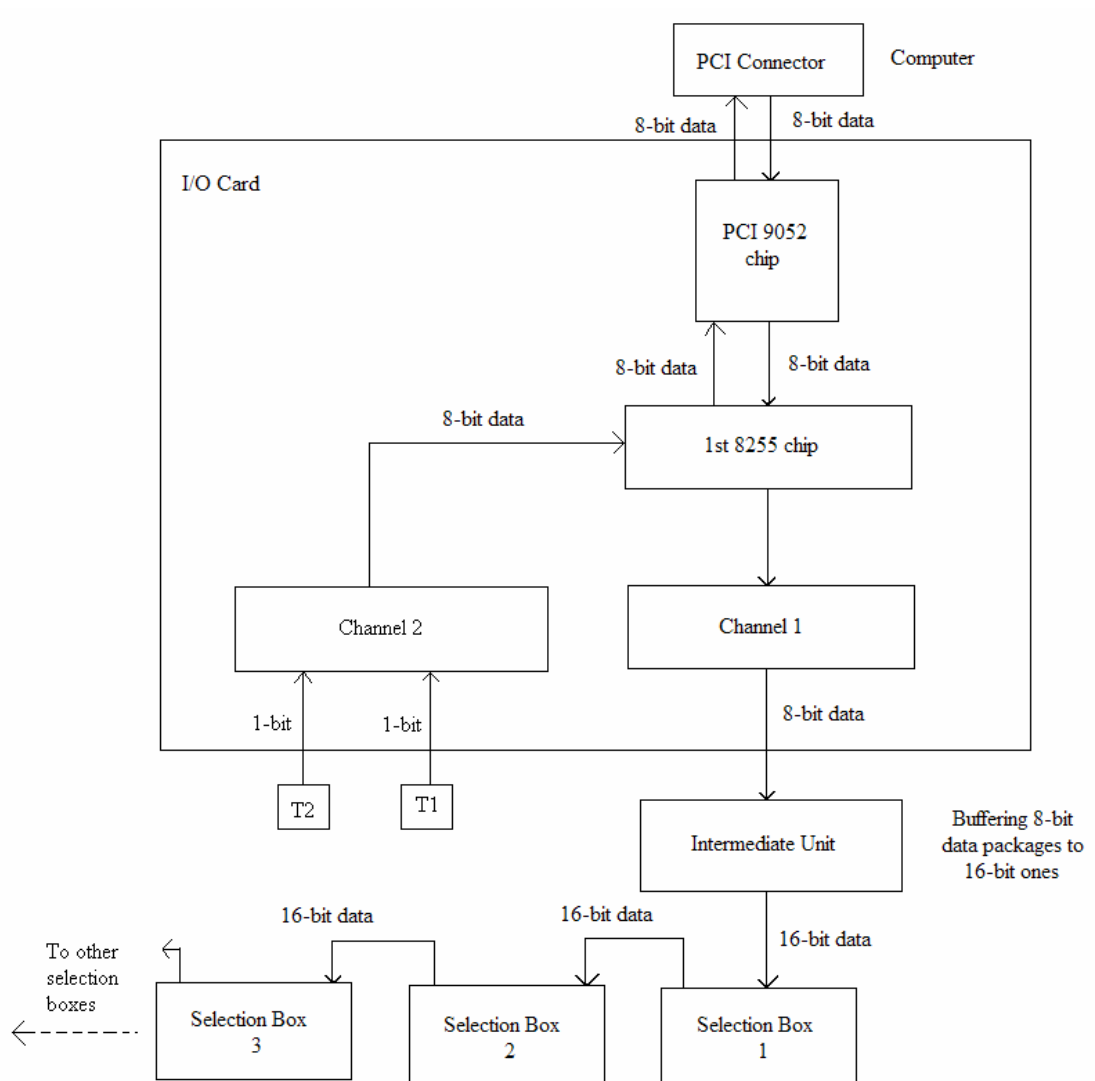 PCI Connector
Computer
8-bit data
8-bit data
I/O Card
PCI 9052
chip
8-bit data
8-bit data
8-bit data
1st 8255 chip
Channel 2
Channel 1
1-bit
1-bit
8-bit data
T2
T1
Intermediate Unit
Buffering 8-bit
data packages to
16-bit ones
16-bit data
16-bit data
16-bit data
To other
selection
boxes
Selection Box
3
Selection Box
2
Selection Box
1